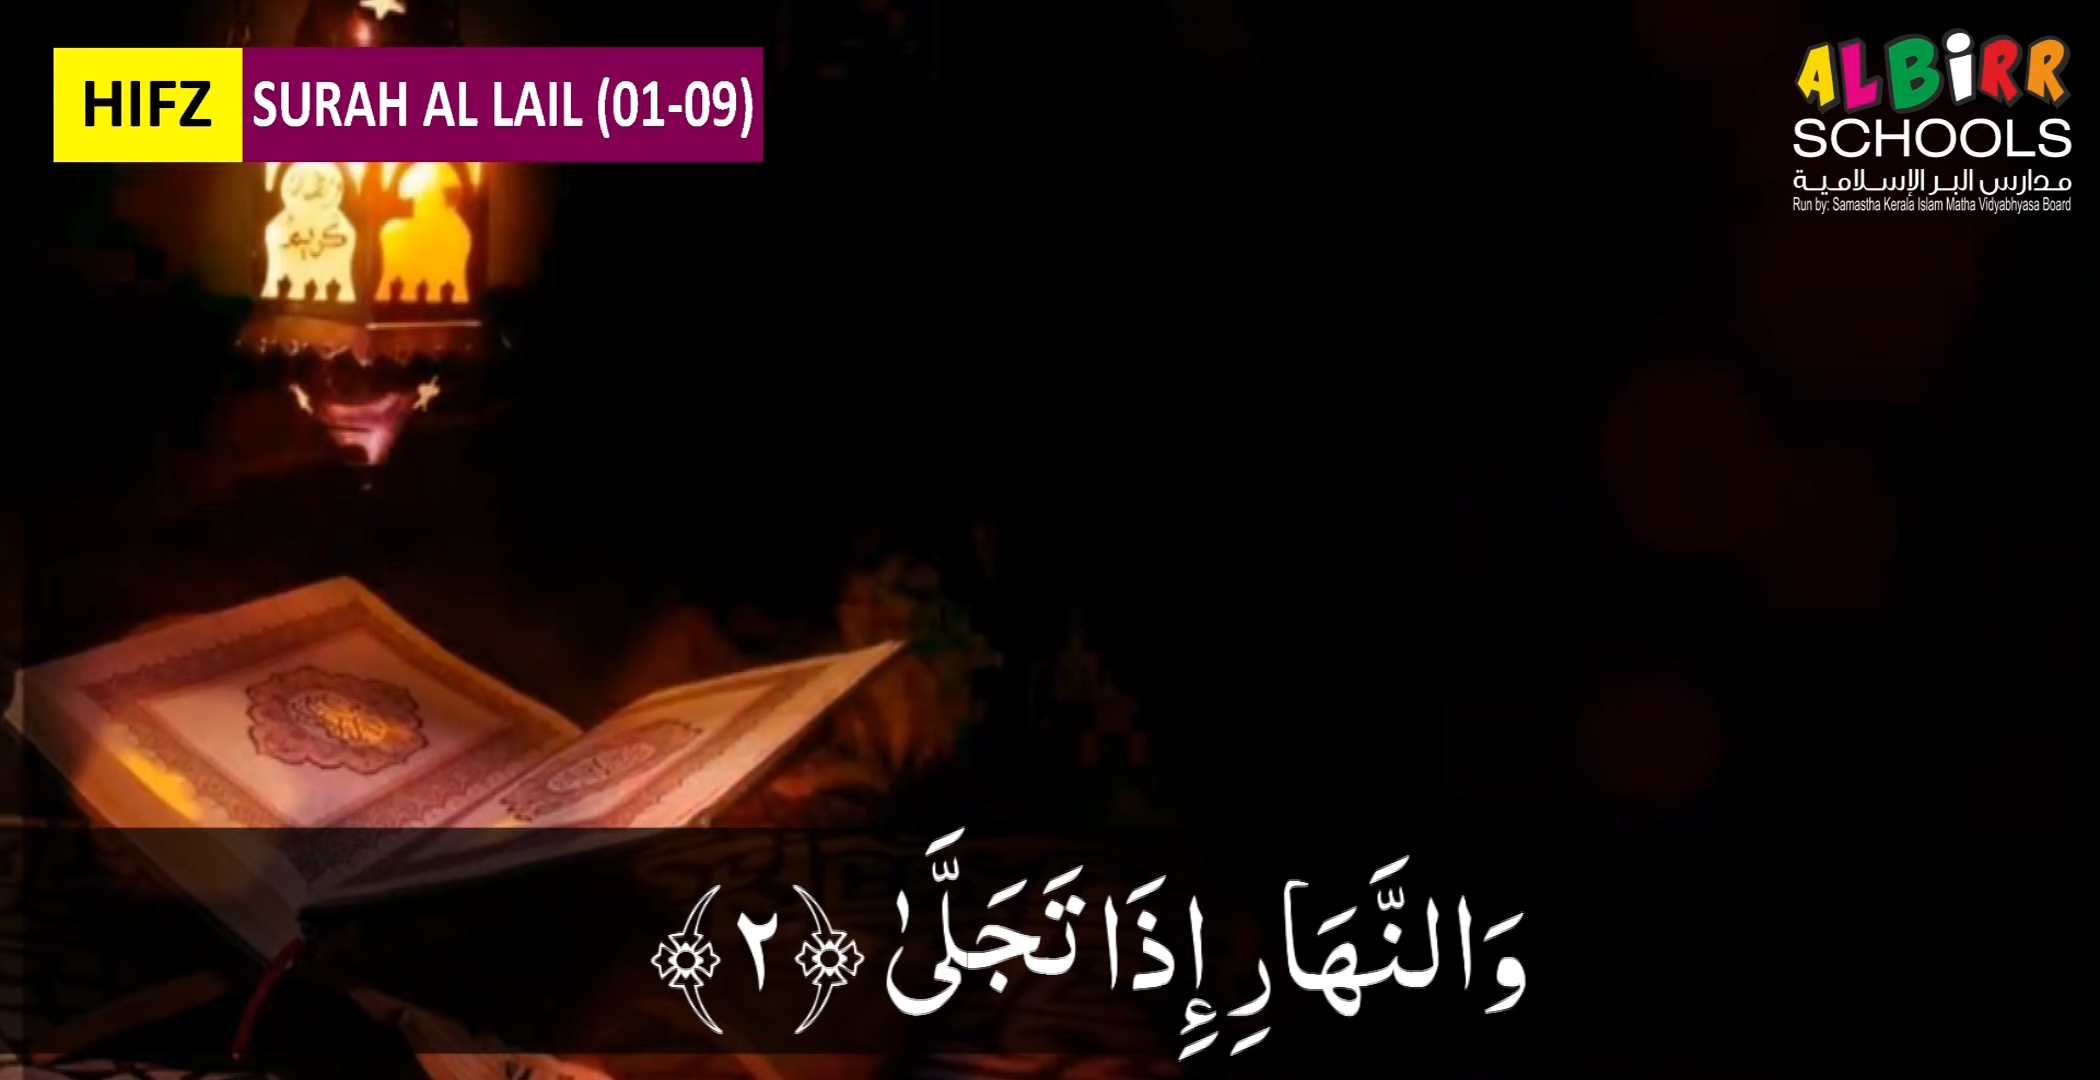 HIFZ SURAH AL LAIL (01-09)
ALBiRR
SCHOOLS
مدارس البر الإسلامية
Run by: Samastha Kerala Islam Matha Vidyabhyasa Board
كريم
وَالنَّهَارِ إِذَا تَجَلَّىٰ ﴿٢﴾